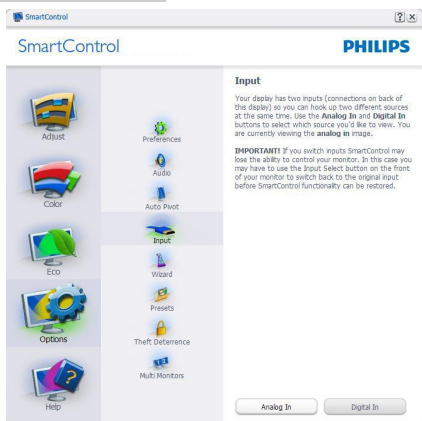 SmartControl
SmartControl
PHILIPS
Adjust
Color
Eco
Options
Help
Preferences
Audio
Auto Pivot
Input
Wizard
Presets
Theft Deterrence
Multi Monitors
Input
Your display has two inputs (connections on back of
this display) so you can hook up two different sources
at the same time. Use the Analog In and Digital In
buttons to select which source you'd like to view. You
are currently viewing the analog in image.
IMPORTANT! If you switch inputs SmartControl may
lose the ability to control your monitor. In this case you
may have to use the Input Select button on the front
of your monitor to switch back to the original input
before SmartControl functionality can be restored.
Analog In
Digital In